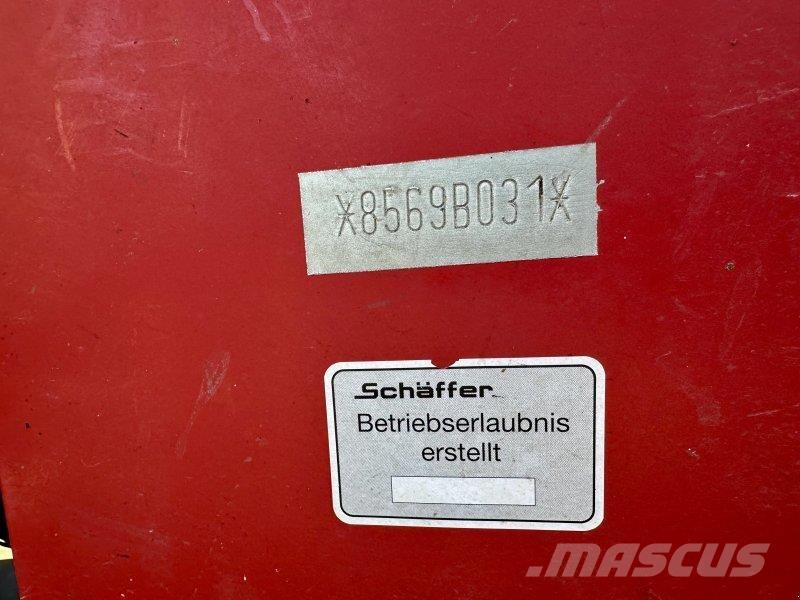 *8569B031*
Schäffer
Betriebserlaubnis
erstellt
MASCUS